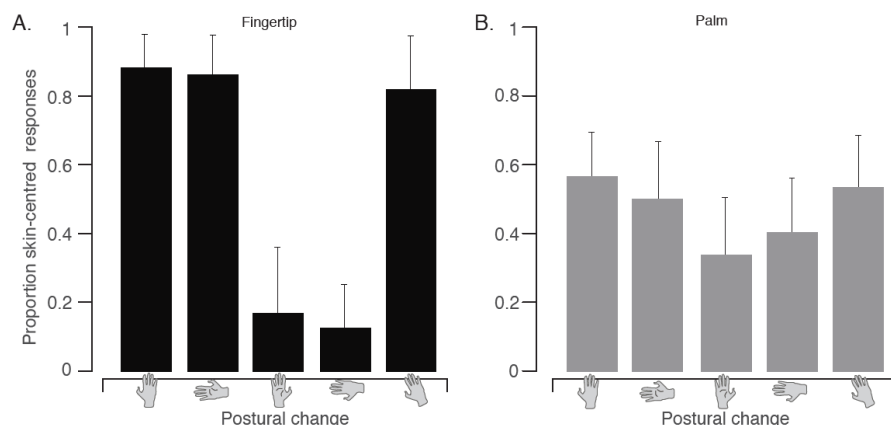 A.
Fingertip
Proportion skin-centred responses
1
0.8
0.6
0.4
0.2
0
Postural change
B.
Palm
1
0.8
0.6
0.4
0.2
0
Postural change